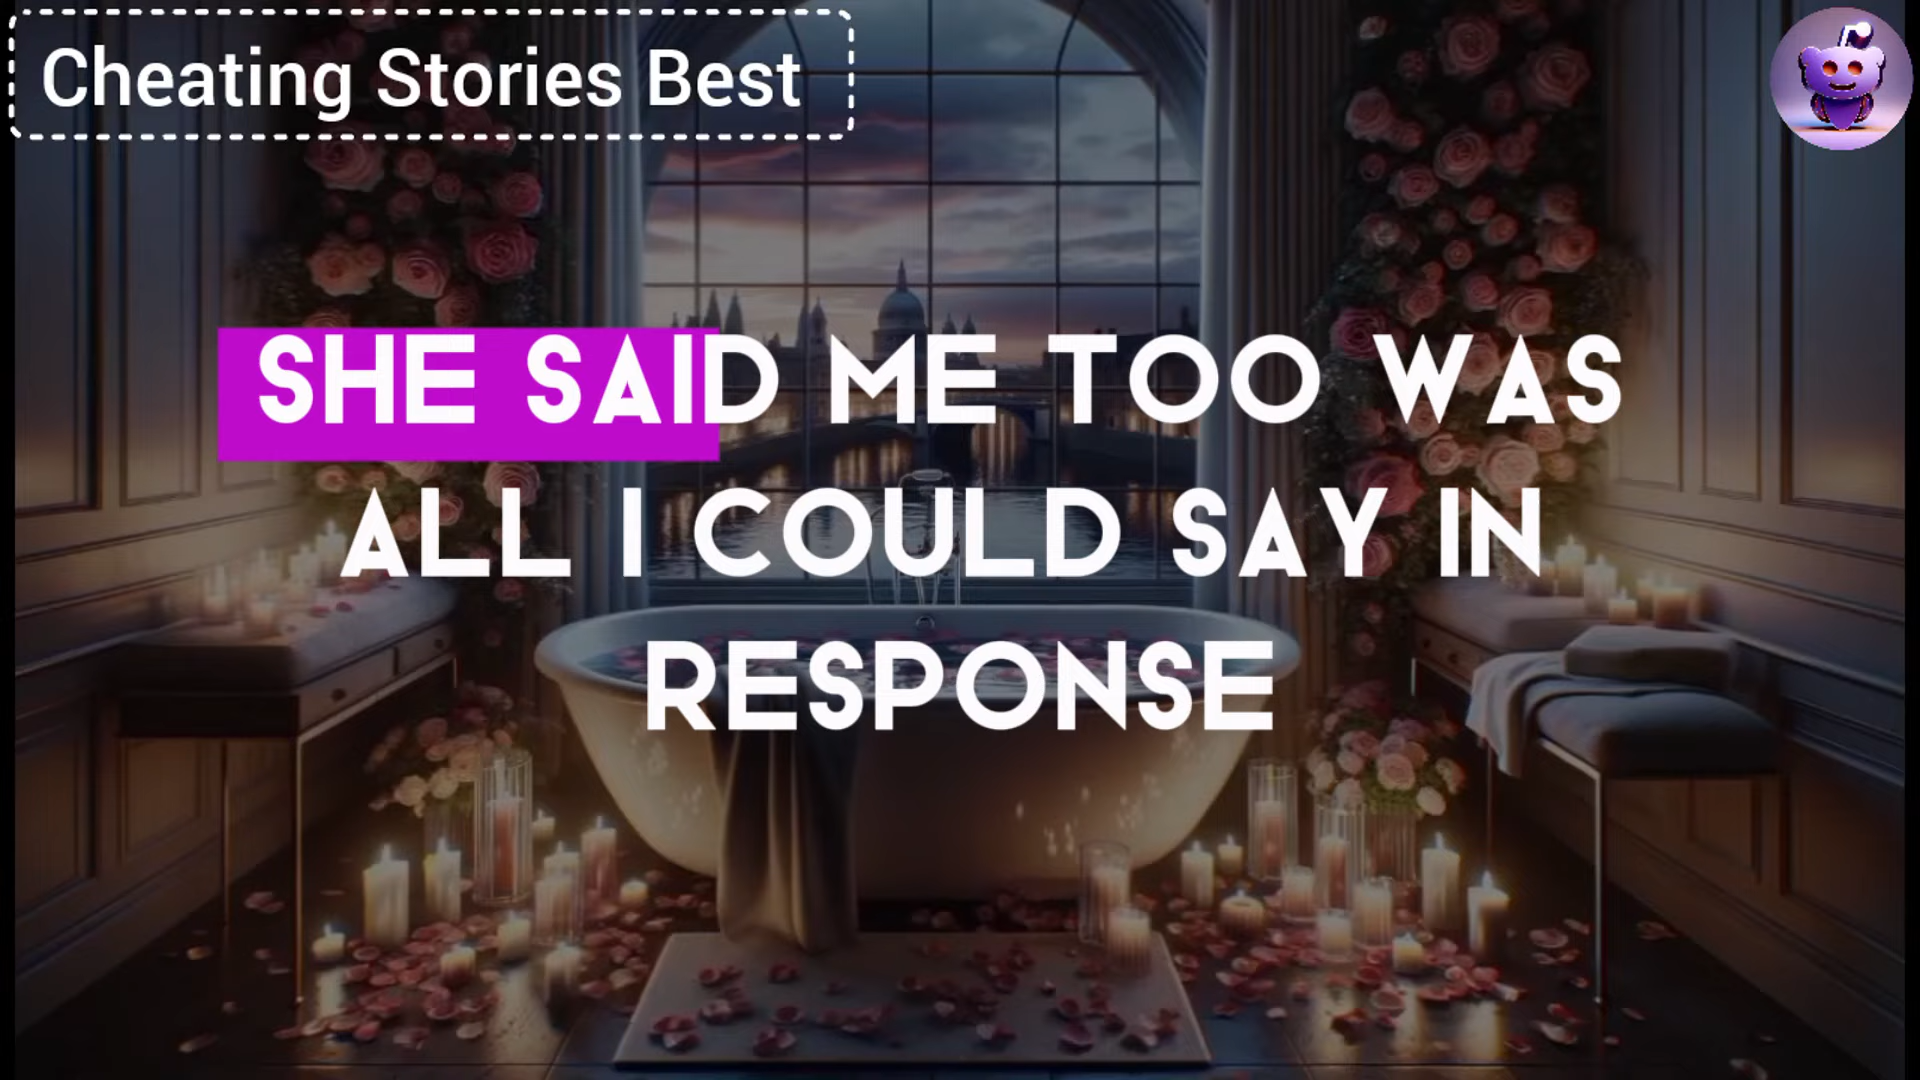 Cheating Stories Best
SHE SAID ME TOO WAS
ALL I COULD SAY IN
RESPONSE